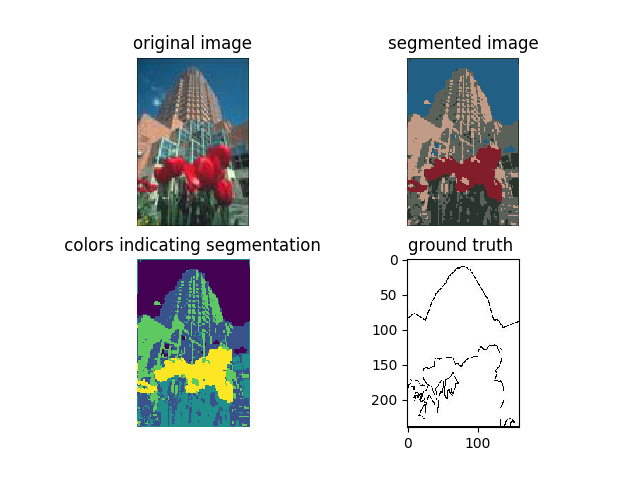 original image
segmented image
colors indicating segmentation
ground truth
0
50
100
150
200
0
100